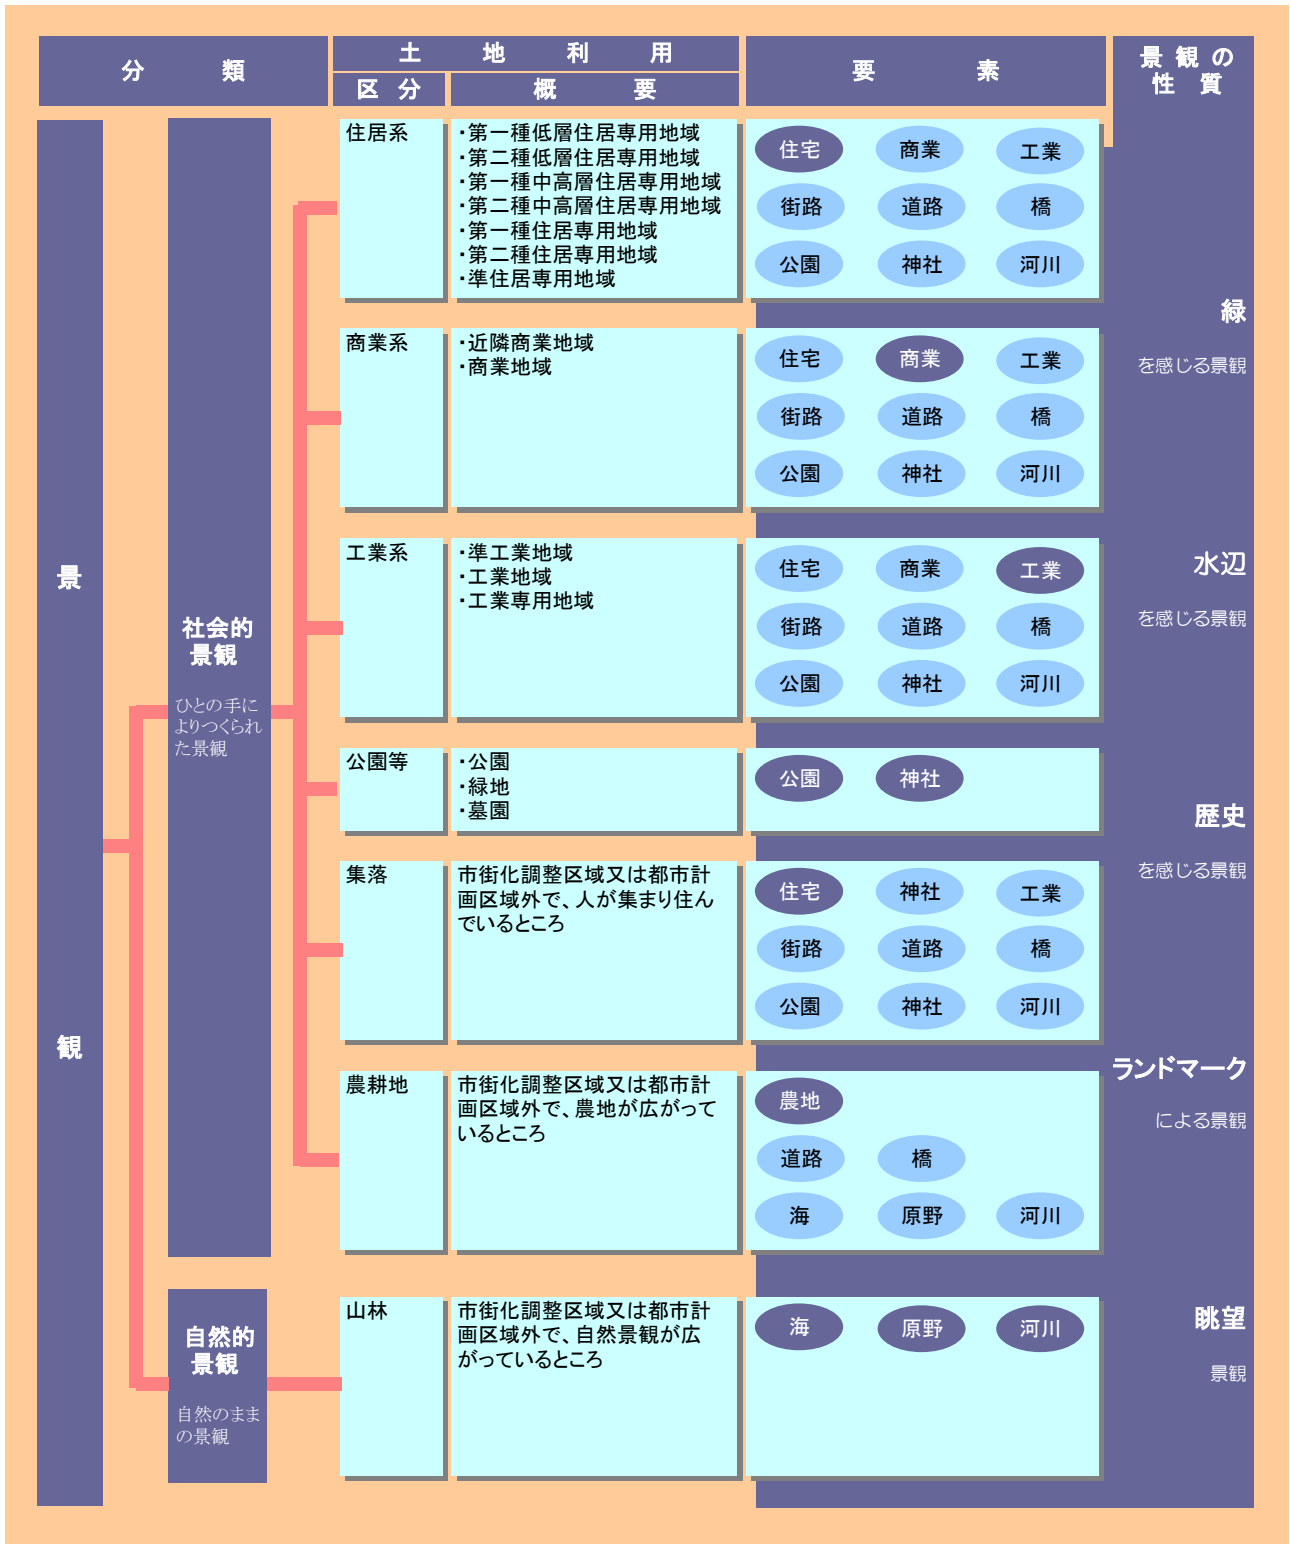 分　類
土　地　利　用
区　分
概　要
要　素
景 観 の
性　質
景
観
社会的
景観
ひとの手に
よりつくられ
た景観
自然的
景観
自然のまま
の景観
住居系
・第一種低層住居専用地域
・第二種低層住居専用地域
・第一種中高層住居専用地域
・第二種中高層住居専用地域
・第一種住居専用地域
・第二種住居専用地域
・準住居専用地域
住宅　商業　工業
街路　道路　橋
公園　神社　河川
商業系
・近隣商業地域
・商業地域
住宅　商業　工業
街路　道路　橋
公園　神社　河川
工業系
・準工業地域
・工業地域
・工業専用地域
住宅　商業　工業
街路　道路　橋
公園　神社　河川
公園等
・公園
・緑地
・墓園
公園　神社
集落
市街化調整区域又は都市計
画区域外で、人が集まり住ん
でいるところ
住宅　神社　工業
街路　道路　橋
公園　神社　河川
農耕地
市街化調整区域又は都市計
画区域外で、農地が広がって
いるところ
農地
道路　橋
海　原野　河川
山林
市街化調整区域又は都市計
画区域外で、自然景観が広
がっているところ
海　原野　河川
緑
を感じる景観
水辺
を感じる景観
歴史
を感じる景観
ランドマーク
による景観
眺望
景観